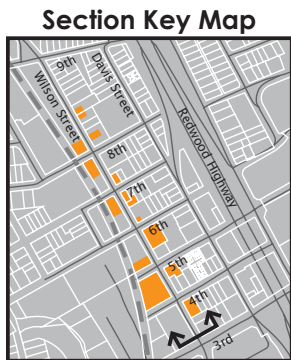 Section Key Map
9th
Davis Street
Wilson Street
Redwood Highway
8th
7th
6th
5th
4th
3rd